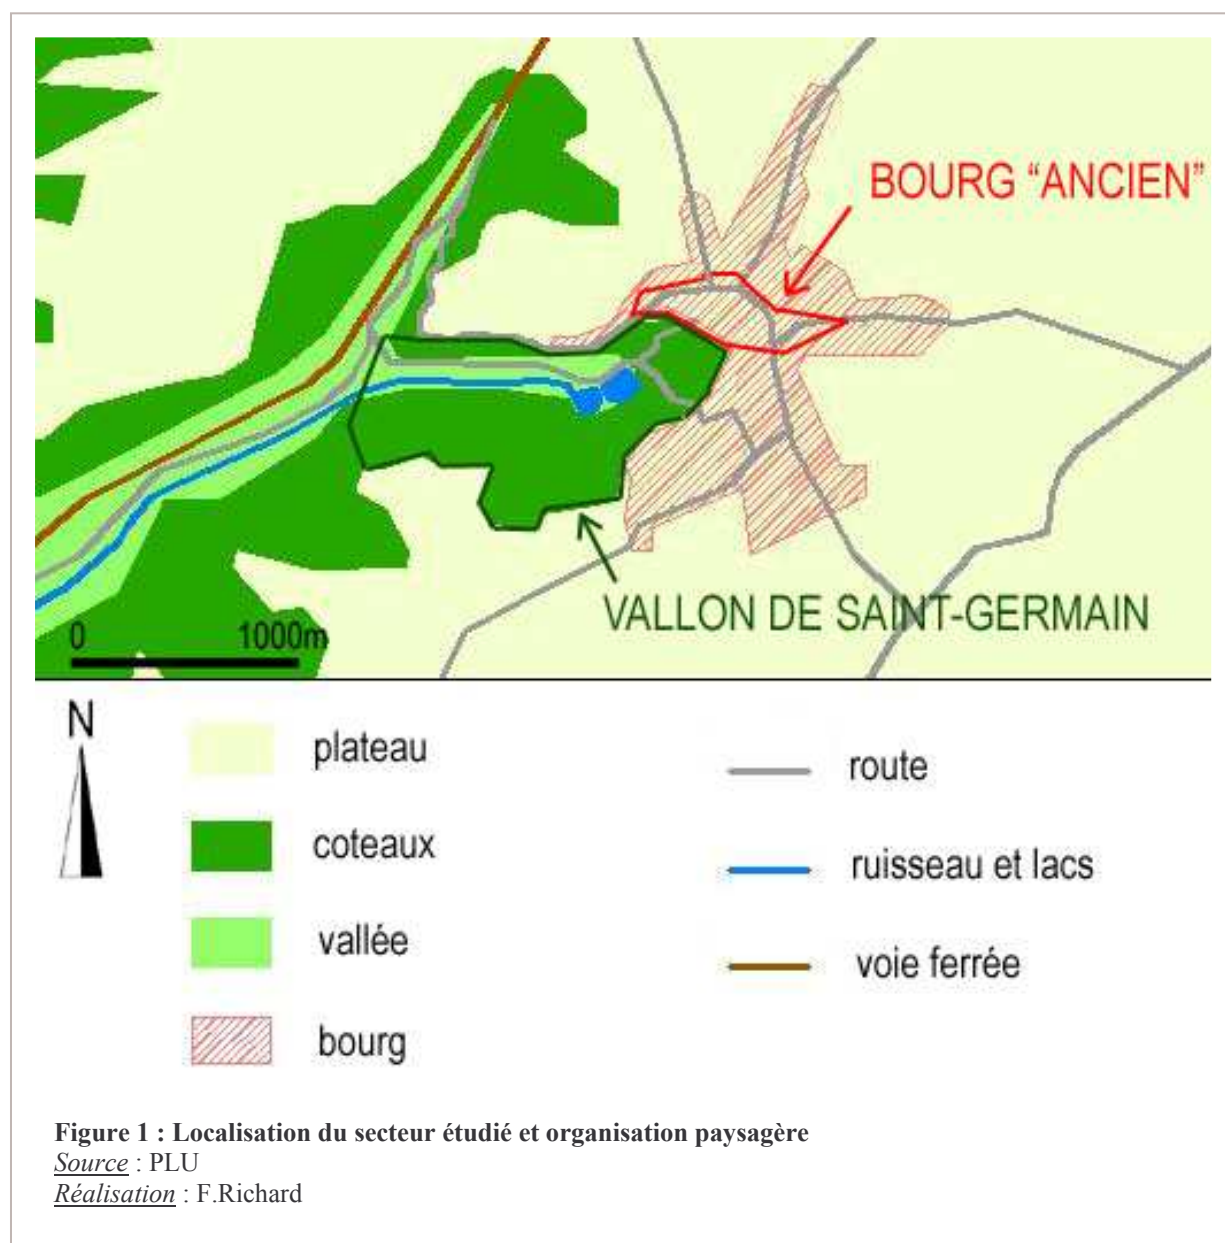 BOURG “ANCIEN”
VALLON DE SAINT-GERMAIN
0 1000m
N
plateau
coteaux
vallée
bourg
route
ruisseau et lacs
voie ferrée
Figure 1 : Localisation du secteur étudié et organisation paysagère
Source : PLU
Réalisation : F.Richard